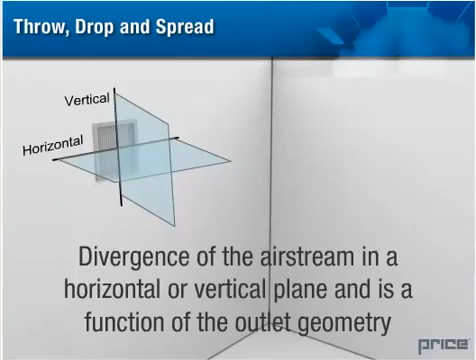 Throw, Drop and Spread
Vertical
Horizontal
Divergence of the airstream in a
horizontal or vertical plane and is a
function of the outlet geometry
PRICE